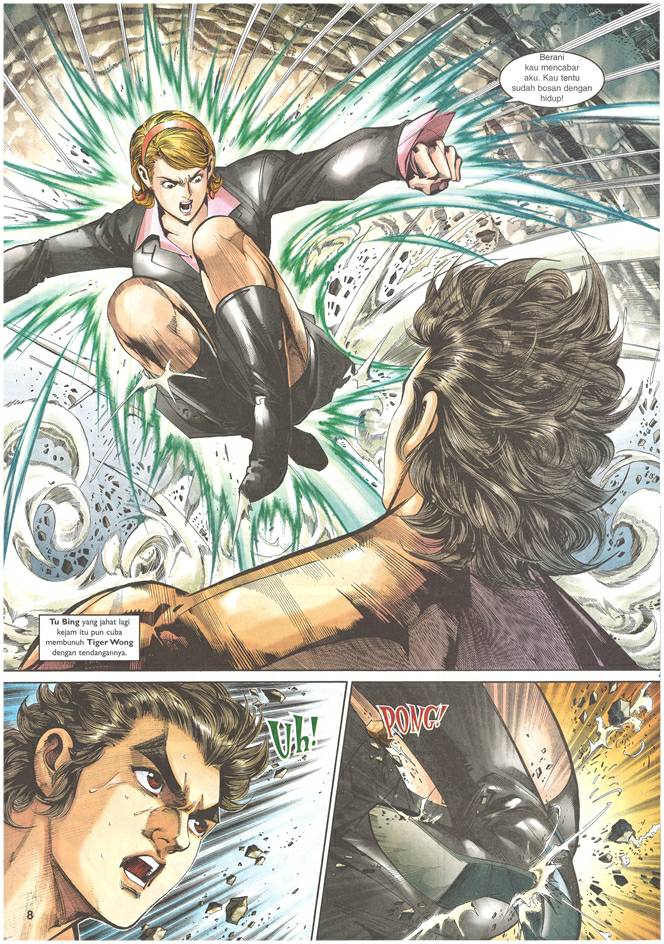 Berani
kau mencabar
aku. Kau tentu
sudah bosan dengan
hidup!
Tu Bing yang jahat lagi
kejam itu pun cuba
membunuh Tiger Wong
dengan tendangannya.
Uh!
PONG!
8